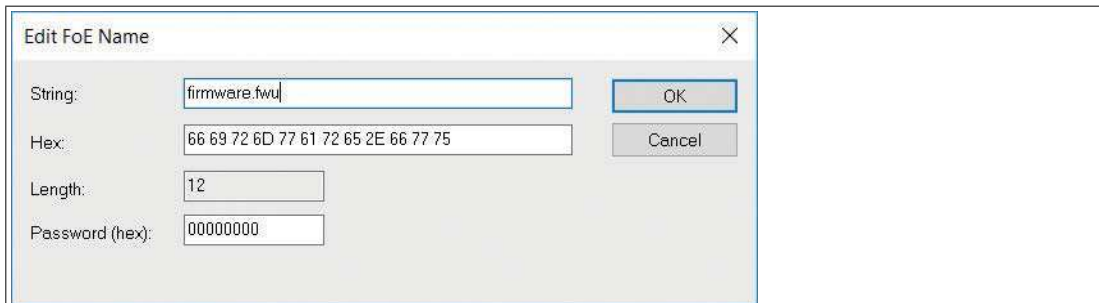 Edit FoE Name
String: firmware.fwu OK
Hex: 66 69 72 6D 77 61 72 65 2E 66 77 75 Cancel
Length: 12
Password (hex): 00000000